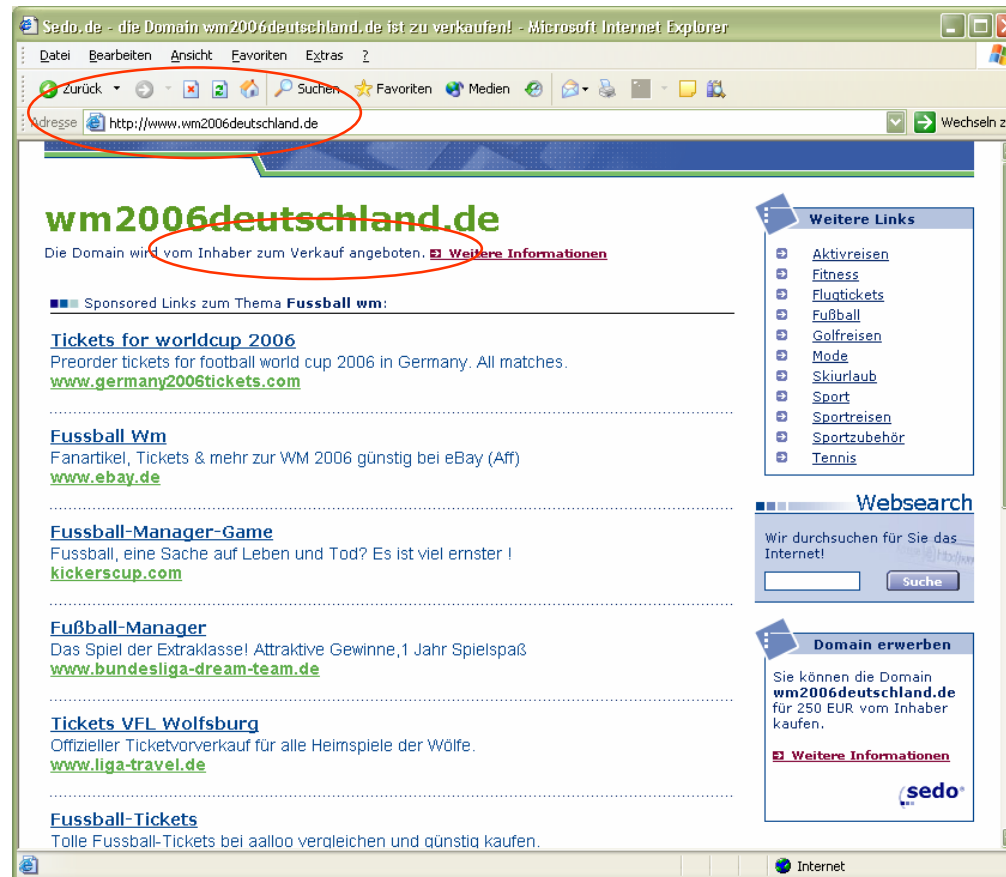 Sedo.de - die Domain wm2006deutschland.de ist zu verkaufen! - Microsoft Internet Explorer
Datei Bearbeiten Ansicht Favoriten Extras ?
Zurück Suchen Favoriten Medien
Adresse http://www.wm2006deutschland.de Wechseln z
wm2006deutschland.de
Die Domain wird vom Inhaber zum Verkauf angeboten. Weitere Informationen
Sponsored Links zum Thema Fussball wm:
Tickets for worldcup 2006
Preorder tickets for football world cup 2006 in Germany. All matches.
www.germany2006tickets.com
Fussball Wm
Fanartikel, Tickets & mehr zur WM 2006 günstig bei eBay (Aff)
www.ebay.de
Fussball-Manager-Game
Fussball, eine Sache auf Leben und Tod? Es ist viel ernster !
kickerscup.com
Fußball-Manager
Das Spiel der Extraklasse! Attraktive Gewinne,1 Jahr Spielspaß
www.bundesliga-dream-team.de
Tickets VFL Wolfsburg
Offizieller Ticketvorverkauf für alle Heimspiele der Wölfe.
www.liga-travel.de
Fussball-Tickets
Tolle Fussball-Tickets bei aalloo vergleichen und günstig kaufen.
Weitere Links
Aktivreisen
Fitness
Flugtickets
Fußball
Golfreisen
Mode
Skiurlaub
Sport
Sportreisen
Sportzubehör
Tennis
Websearch
Wir durchsuchen für Sie das
Internet!
Suche
Domain erwerben
Sie können die Domain
wm2006deutschland.de
für 250 EUR vom Inhaber
kaufen.
Weitere Informationen
sedo
Internet